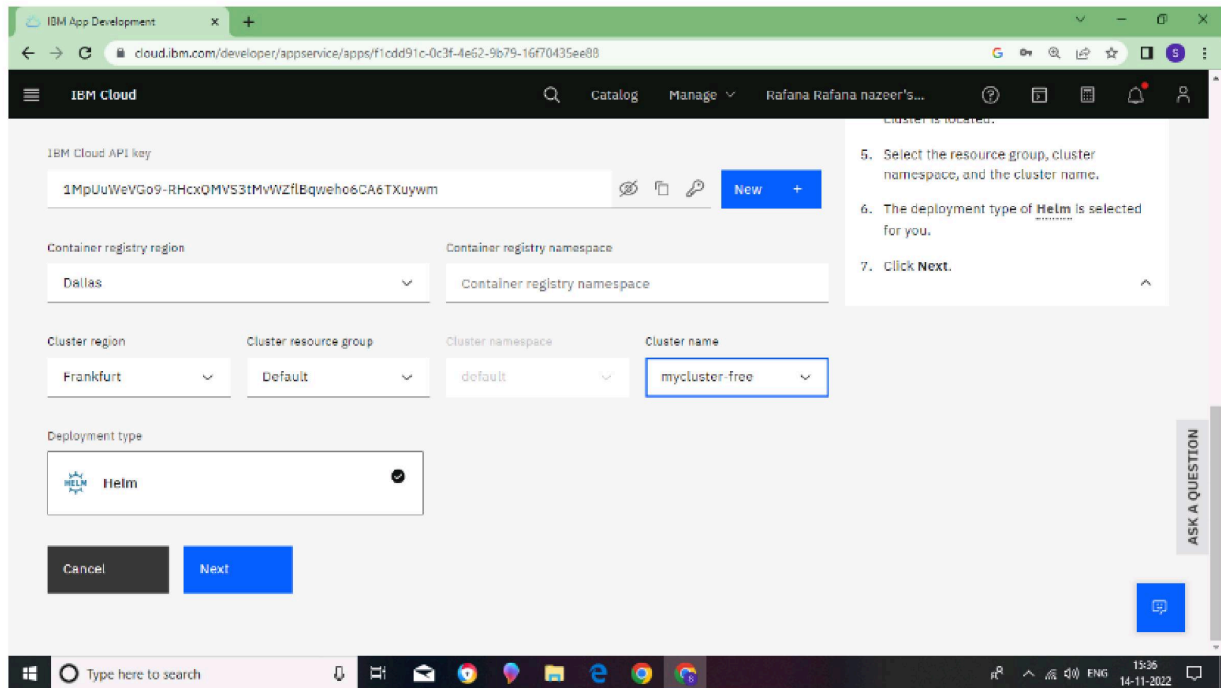 IBM App Development
cloud.ibm.com/developer/appservice/apps/f1cdd91c-0c3f-4e62-9b79-16f70435ee88
G
S
IBM Cloud
Catalog
Manage
Rafana Rafana nazeer's...
cluster is located.
IBM Cloud API key
1MpUuWeVGo9-RHcxQMVS3tMvWZflBqweho6CA6TXuywm
New +
5. Select the resource group, cluster
namespace, and the cluster name.
6. The deployment type of Helm is selected
for you.
7. Click Next.
Container registry region
Container registry namespace
Dallas
Container registry namespace
Cluster region
Cluster resource group
Cluster namespace
Cluster name
Frankfurt
Default
default
mycluster-free
Deployment type
HELM
Helm
Cancel
Next
ASK A QUESTION
Type here to search
ENG
15:36
14-11-2022